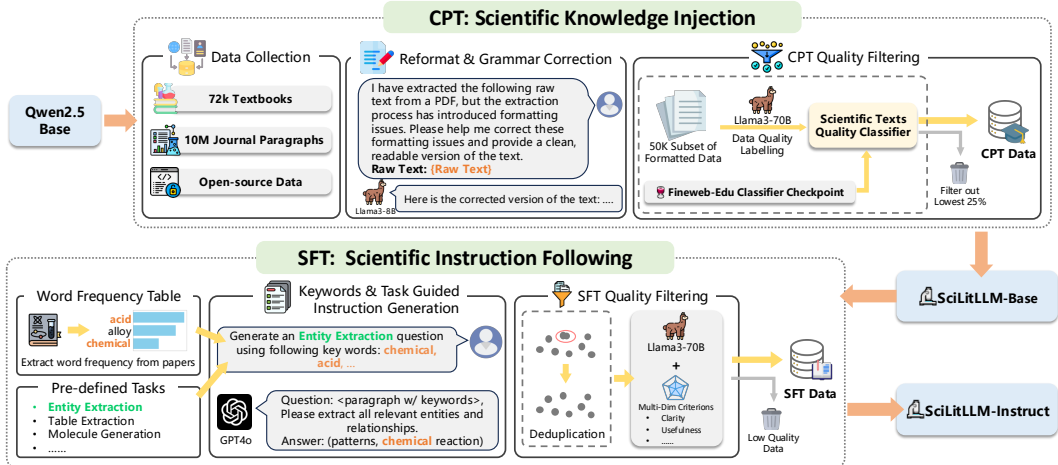 CPT: Scientific Knowledge Injection
Qwen2.5
Base
Data Collection
72k Textbooks
10M Journal Paragraphs
Open-source Data
Reformat & Grammar Correction
I have extracted the following raw
text from a PDF, but the extraction
process has introduced formatting
issues. Please help me correct these
formatting issues and provide a clean,
readable version of the text.
Raw Text: {Raw Text}
Llama3-8B
Here is the corrected version of the text: ....
CPT Quality Filtering
50K Subset of
Formatted Data
Llama3-70B
Data Quality
Labelling
Scientific Texts
Quality Classifier
Fineweb-Edu Classifier Checkpoint
Filter out
Lowest 25%
CPT Data
SFT: Scientific Instruction Following
Word Frequency Table
acid
alloy
chemical
Extract word frequency from papers
Pre-defined Tasks
• Entity Extraction
• Table Extraction
• Molecule Generation
• ......
Keywords & Task Guided
Instruction Generation
Generate an Entity Extraction question
using following key words: chemical,
acid, ...
GPT4o
Question: <paragraph w/ keywords>,
Please extract all relevant entities and
relationships.
Answer: (patterns, chemical reaction)
SFT Quality Filtering
Deduplication
Llama3-70B
+
Multi-Dim Criterions
• Clarity
• Usefulness
• ......
SFT Data
Low Quality
Data
SciLitLLM-Base
SciLitLLM-Instruct